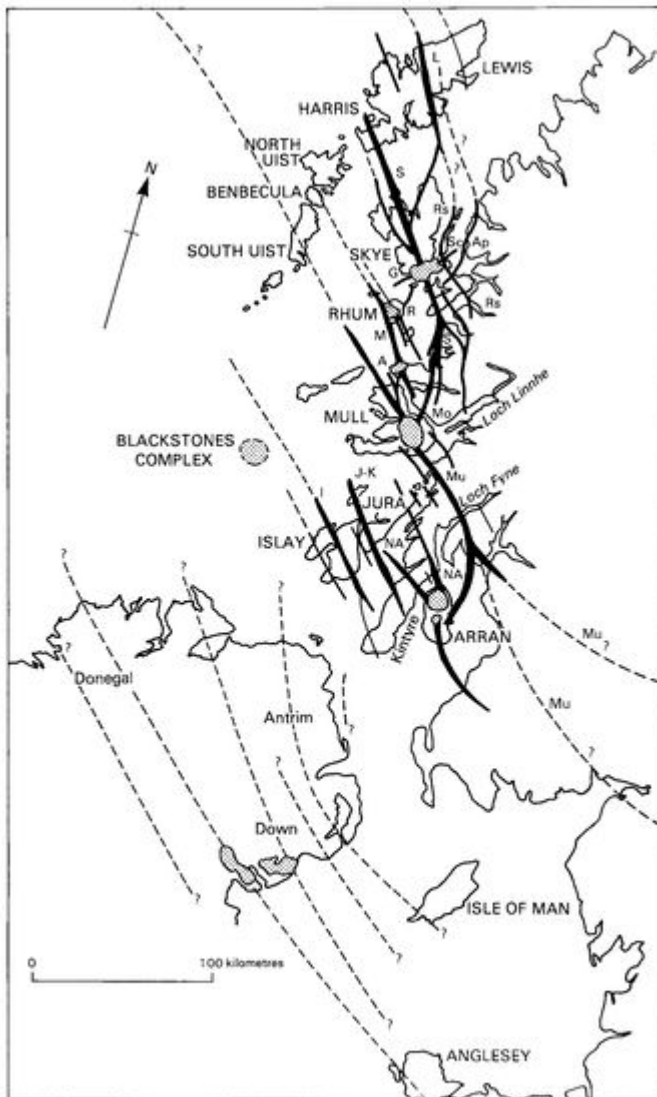 ?
L
LEWIS
HARRIS
?
NORTH
UIST
?
BENBECULA
S
Rs
SOUTH UIST
SKYE
Sc
Ap
G
RHUM
R
Rs
M
A
Loch Linnhe
MULL
Mo
BLACKSTONES
COMPLEX
J-K
Mu
Loch Fyne
I
JURA
ISLAY
NA
?
?
?
NA
Kintyre
ARRAN
Mu
?
?
Donegal
Mu
Antrim
?
?
?
Down
ISLE OF MAN
?
?
?
0
100 kilometres
?
ANGLESEY
N